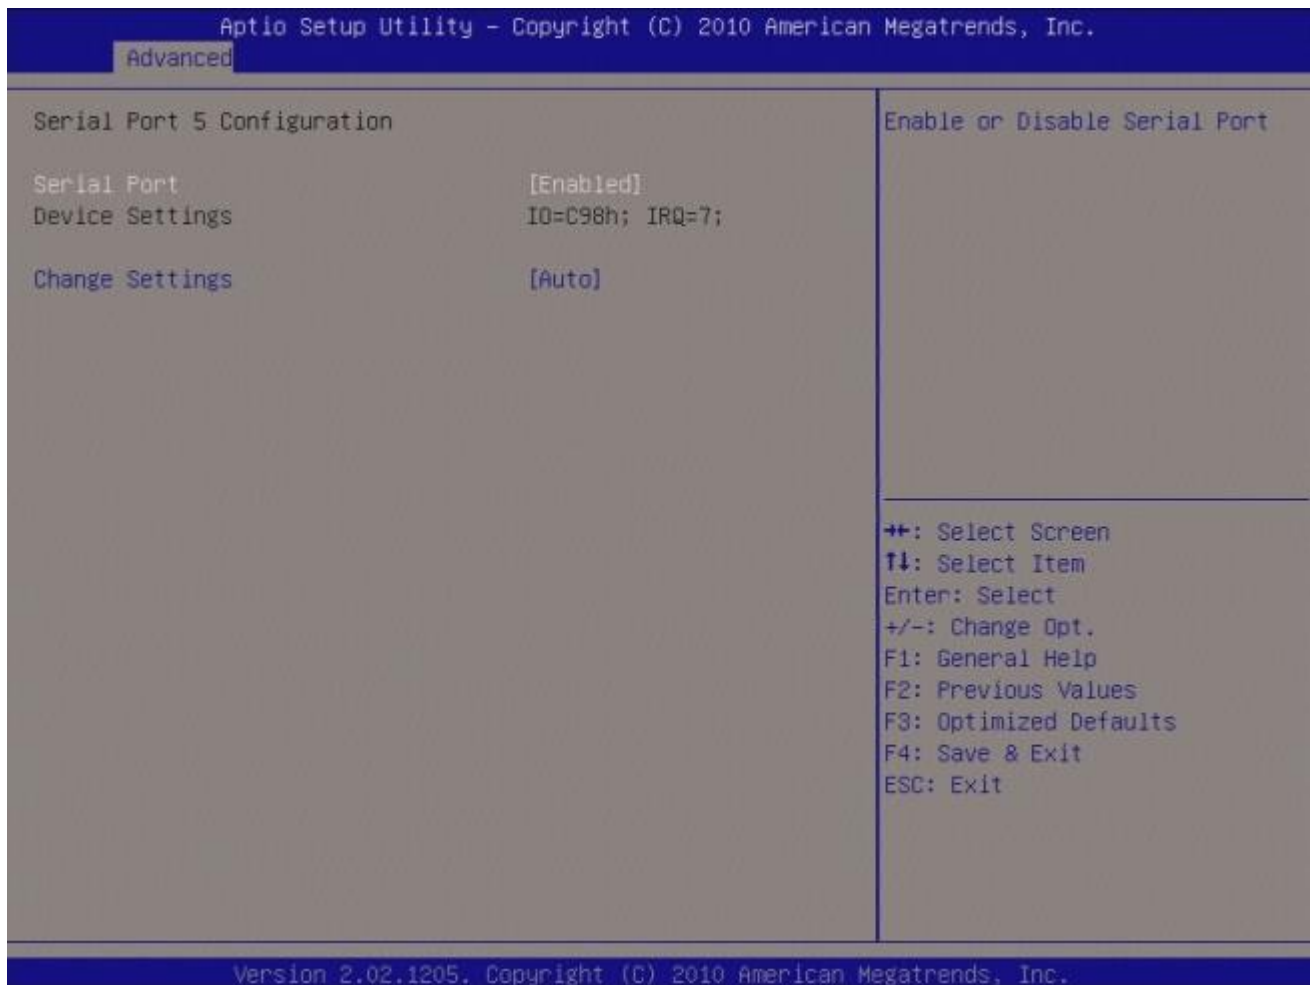 Aptio Setup Utility – Copyright (C) 2010 American Megatrends, Inc.
Advanced
Serial Port 5 Configuration
Serial Port [Enabled]
Device Settings IO=C98h; IRQ=7;
Change Settings [Auto]
Enable or Disable Serial Port
→←: Select Screen
↑↓: Select Item
Enter: Select
+/-: Change Opt.
F1: General Help
F2: Previous Values
F3: Optimized Defaults
F4: Save & Exit
ESC: Exit
Version 2.02.1205. Copyright (C) 2010 American Megatrends, Inc.